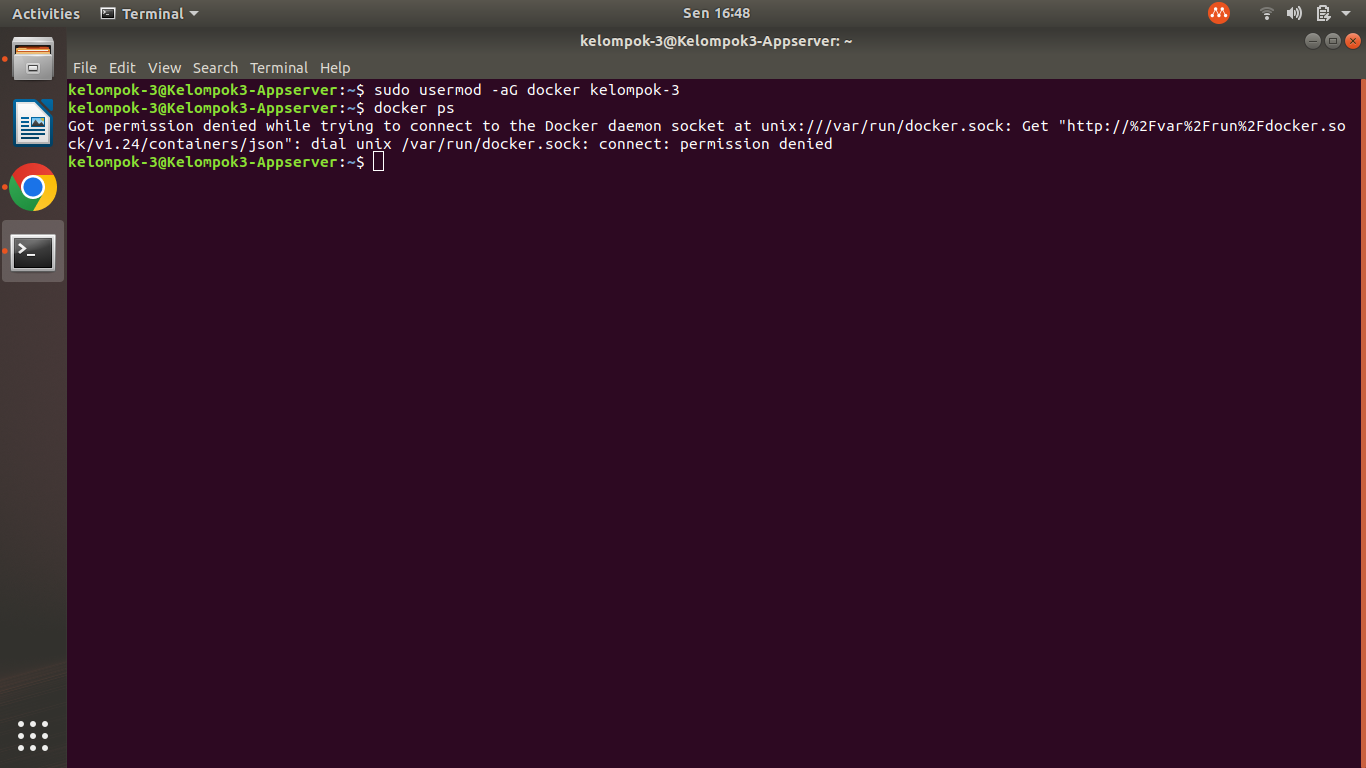 Activities Terminal Sen 16:48
kelompok-3@Kelompok3-Appserver: ~
File Edit View Search Terminal Help
kelompok-3@Kelompok3-Appserver:~$ sudo usermod -aG docker kelompok-3
kelompok-3@Kelompok3-Appserver:~$ docker ps
Got permission denied while trying to connect to the Docker daemon socket at unix:///var/run/docker.sock: Get "http://%2Fvar%2Frun%2Fdocker.so
ck/v1.24/containers/json": dial unix /var/run/docker.sock: connect: permission denied
kelompok-3@Kelompok3-Appserver:~$